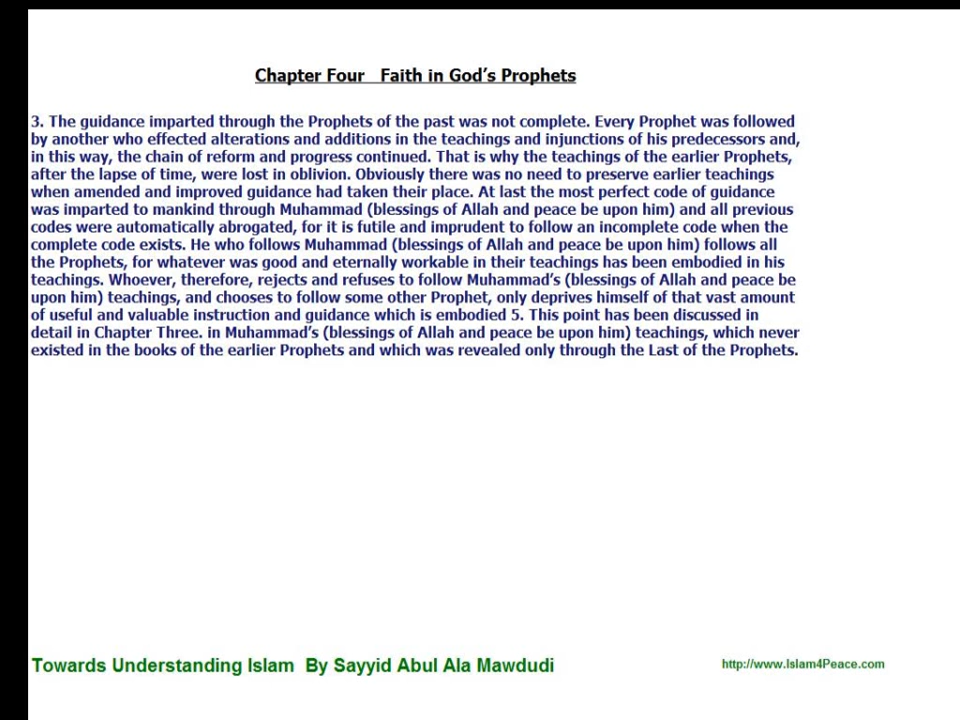 Chapter Four Faith in God's Prophets
3. The guidance imparted through the Prophets of the past was not complete. Every Prophet was followed
by another who effected alterations and additions in the teachings and injunctions of his predecessors and,
in this way, the chain of reform and progress continued. That is why the teachings of the earlier Prophets,
after the lapse of time, were lost in oblivion. Obviously there was no need to preserve earlier teachings
when amended and improved guidance had taken their place. At last the most perfect code of guidance
was imparted to mankind through Muhammad (blessings of Allah and peace be upon him) and all previous
codes were automatically abrogated, for it is futile and imprudent to follow an incomplete code when the
complete code exists. He who follows Muhammad (blessings of Allah and peace be upon him) follows all
the Prophets, for whatever was good and eternally workable in their teachings has been embodied in his
teachings. Whoever, therefore, rejects and refuses to follow Muhammad's (blessings of Allah and peace be
upon him) teachings, and chooses to follow some other Prophet, only deprives himself of that vast amount
of useful and valuable instruction and guidance which is embodied 5. This point has been discussed in
detail in Chapter Three. in Muhammad's (blessings of Allah and peace be upon him) teachings, which never
existed in the books of the earlier Prophets and which was revealed only through the Last of the Prophets.
Towards Understanding Islam By Sayyid Abul Ala Mawdudi
http://www.Islam4Peace.com